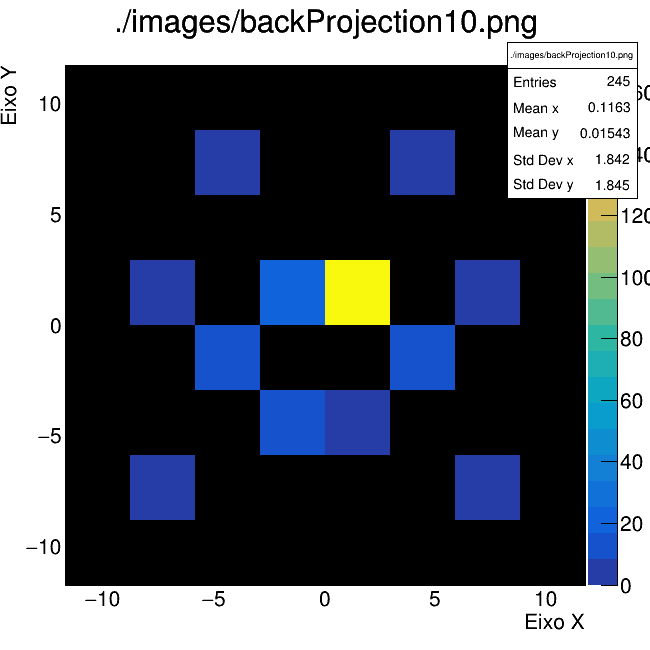 ./images/backProjection10.png
./images/backProjection10.png
Entries 245
Mean x 0.1163
Mean y 0.01543
Std Dev x 1.842
Std Dev y 1.845
Eixo Y
10
5
0
−5
−10
−10
−5
0
5
10
Eixo X
120
100
80
60
40
20
0